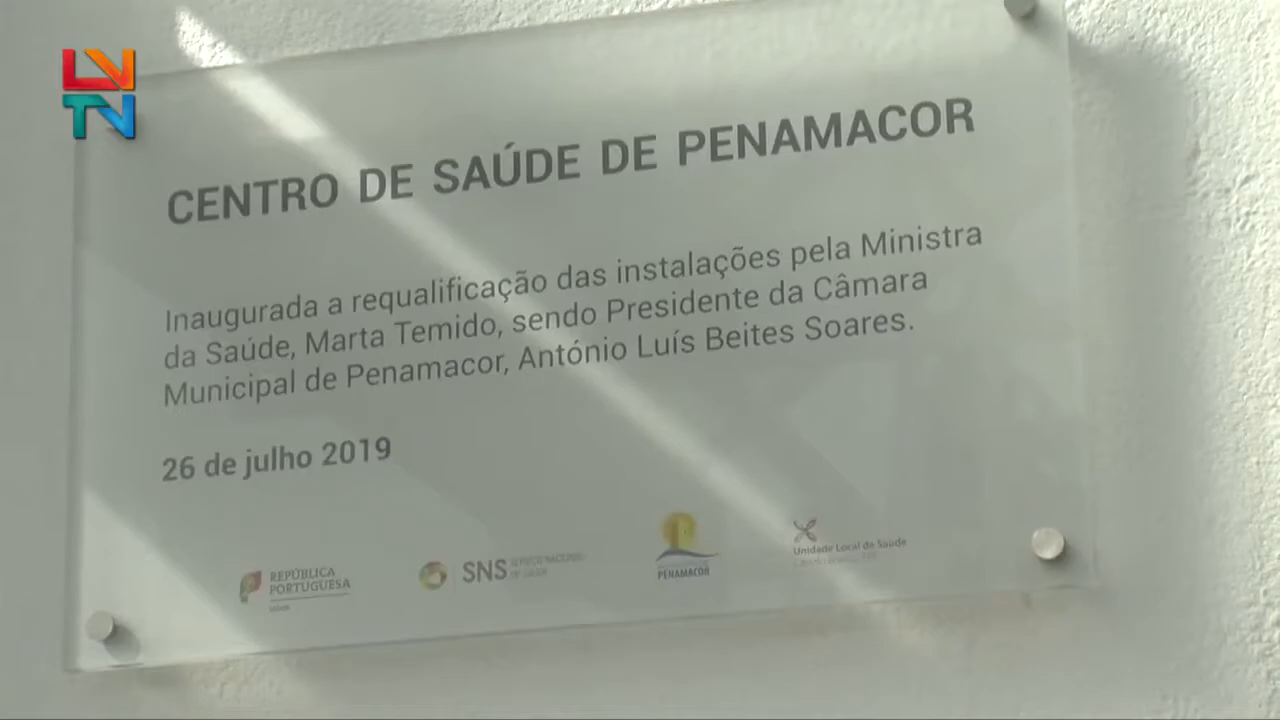 LVTN
CENTRO DE SAÚDE DE PENAMACOR
Inaugurada a requalificação das instalações pela Ministra
da Saúde, Marta Temido, sendo Presidente da Câmara
Municipal de Penamacor, António Luís Beites Soares.
26 de julho 2019
REPÚBLICA
PORTUGUESA
SNS
PENAMACOR
Unidade Local de Saúde